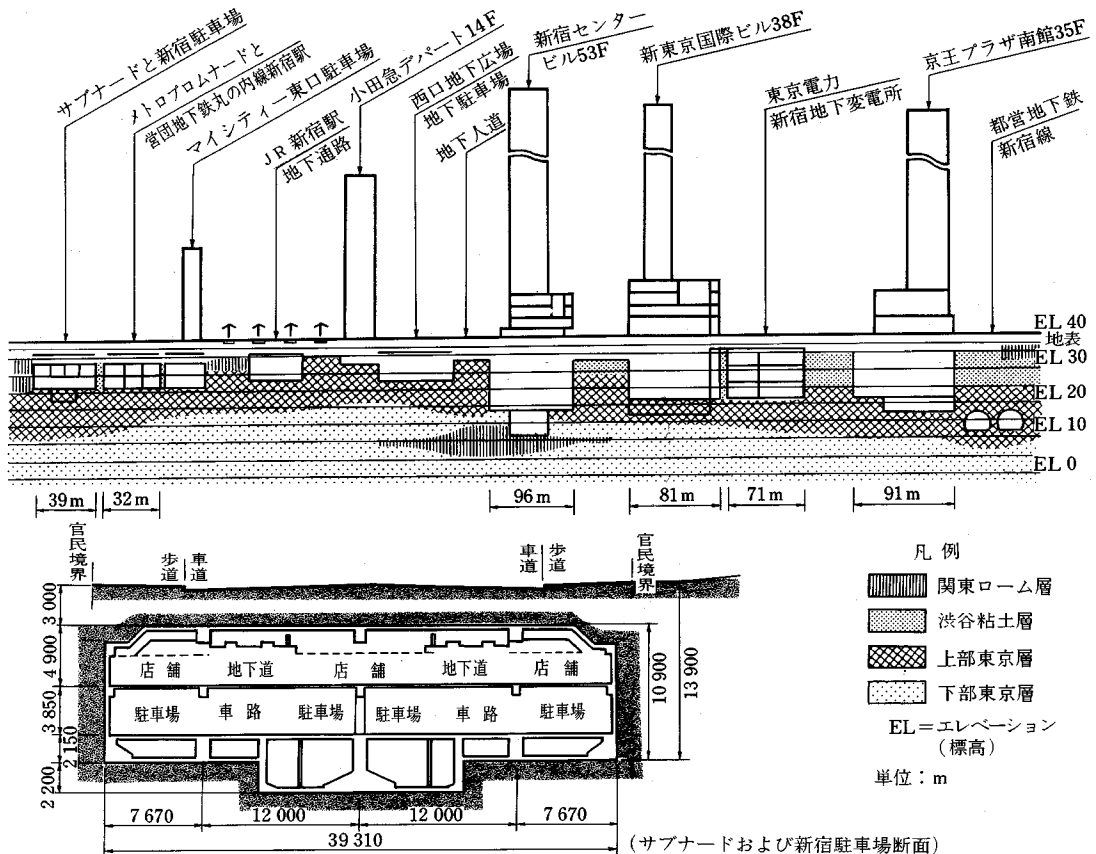 サブナードと新宿駐車場
メトロプロムナードと
営団地下鉄丸の内線新宿駅
マイシティー東口駐車場
JR新宿駅
地下通路
小田急デパート14F
西口地下広場
地下駐車場
地下人道
新宿センター
ビル53F
新東京国際ビル38F
東京電力
新宿地下変電所
京王プラザ南館35F
都営地下鉄
新宿線
EL 40
地表
EL 30
EL 20
EL 10
EL 0
39m
32m
96m
81m
71m
91m
官民境界
歩道
車道
車道
歩道
官民境界
3 000
4 900
3 850
2 150
2 200
店舗
地下道
店舗
地下道
店舗
駐車場
車路
駐車場
駐車場
車路
駐車場
10 900
13 900
7 670
12 000
12 000
7 670
39 310
(サブナードおよび新宿駐車場断面)
凡例
関東ローム層
渋谷粘土層
上部東京層
下部東京層
EL=エレベーション
(標高)
単位:m